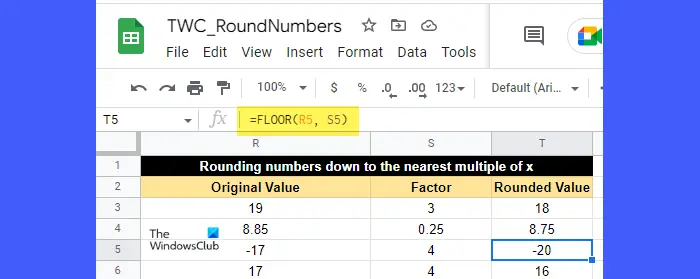 TWC_RoundNumbers
File Edit View Insert Format Data Tools
100% $ % .0 .00 123 Default (Ari...
T5 fx =FLOOR(R5, S5)
R S T
1 Rounding numbers down to the nearest multiple of x
2 Original Value Factor Rounded Value
3 19 3 18
4 8.85 0.25 8.75
The
WindowsClub
5 -17 4 -20
6 17 4 16